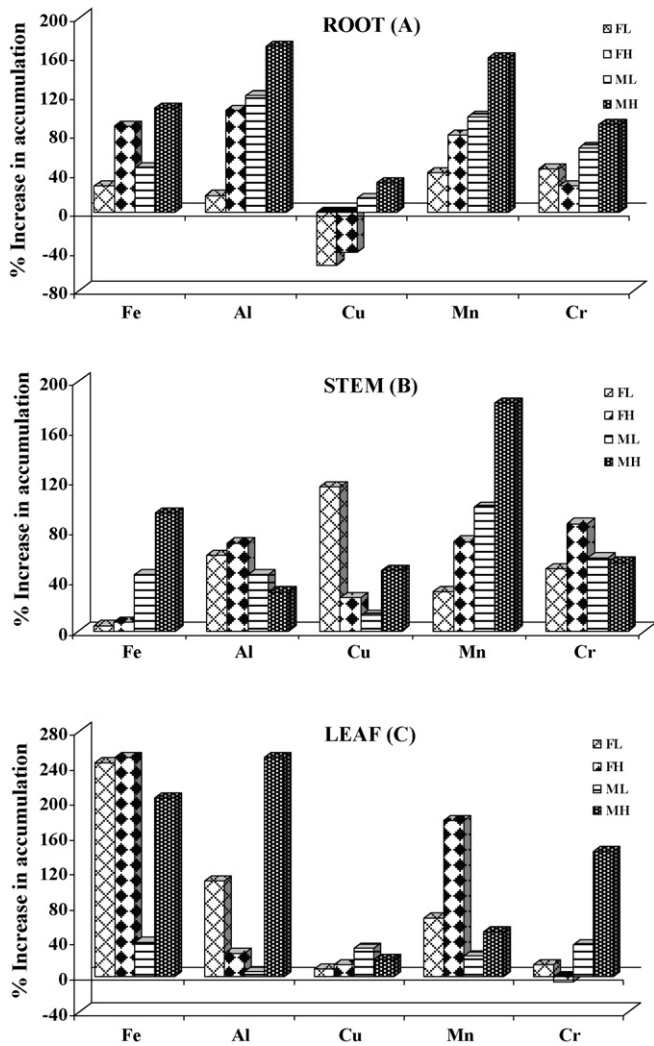 ROOT (A)
% Increase in accumulation
200
160
120
80
40
0
-40
-80
Fe Al Cu Mn Cr
FL
FH
ML
MH
STEM (B)
% Increase in accumulation
200
160
120
80
40
0
Fe Al Cu Mn Cr
FL
FH
ML
MH
LEAF (C)
% Increase in accumulation
280
240
200
160
120
80
40
0
-40
Fe Al Cu Mn Cr
FL
FH
ML
MH